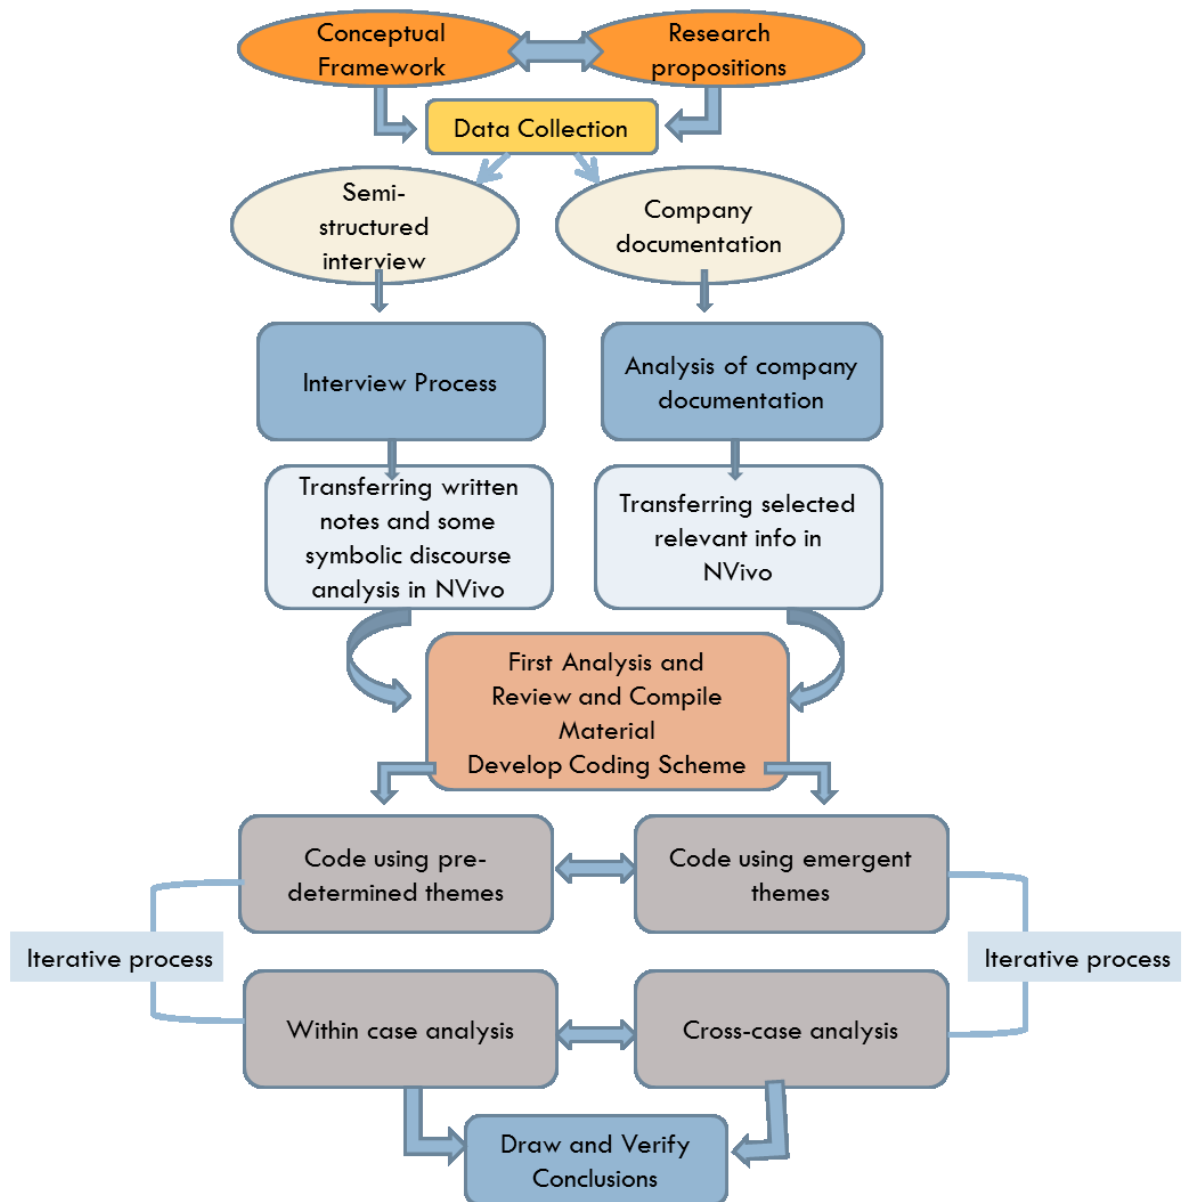 Conceptual
Framework
Research
propositions
Data Collection
Semi-
structured
interview
Company
documentation
Interview Process
Analysis of company
documentation
Transferring written
notes and some
symbolic discourse
analysis in NVivo
Transferring selected
relevant info in
NVivo
First Analysis and
Review and Compile
Material
Develop Coding Scheme
Code using pre-
determined themes
Code using emergent
themes
Iterative process
Iterative process
Within case analysis
Cross-case analysis
Draw and Verify
Conclusions